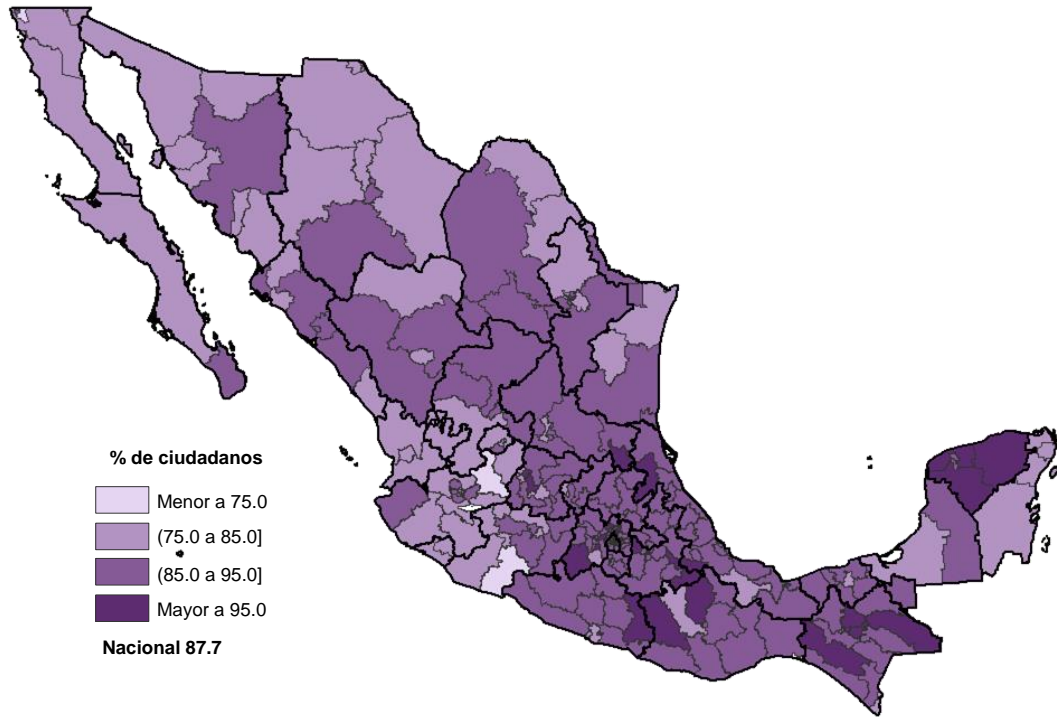 % de ciudadanos
Menor a 75.0
(75.0 a 85.0]
(85.0 a 95.0]
Mayor a 95.0
Nacional 87.7